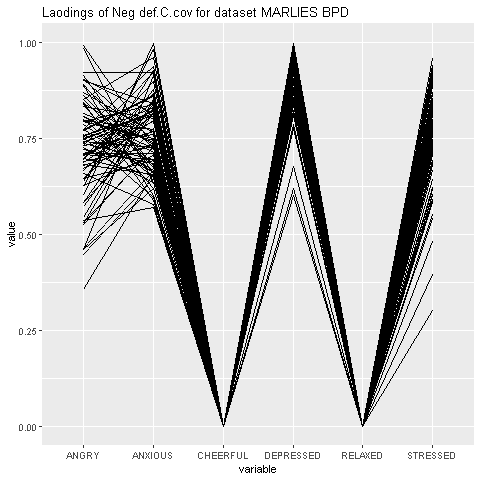 Laodings of Neg def.C.cov for dataset MARLIES BPD
1.00
0.75
value
0.50
0.25
0.00
ANGRY ANXIOUS CHEERFUL DEPRESSED RELAXED STRESSED
variable